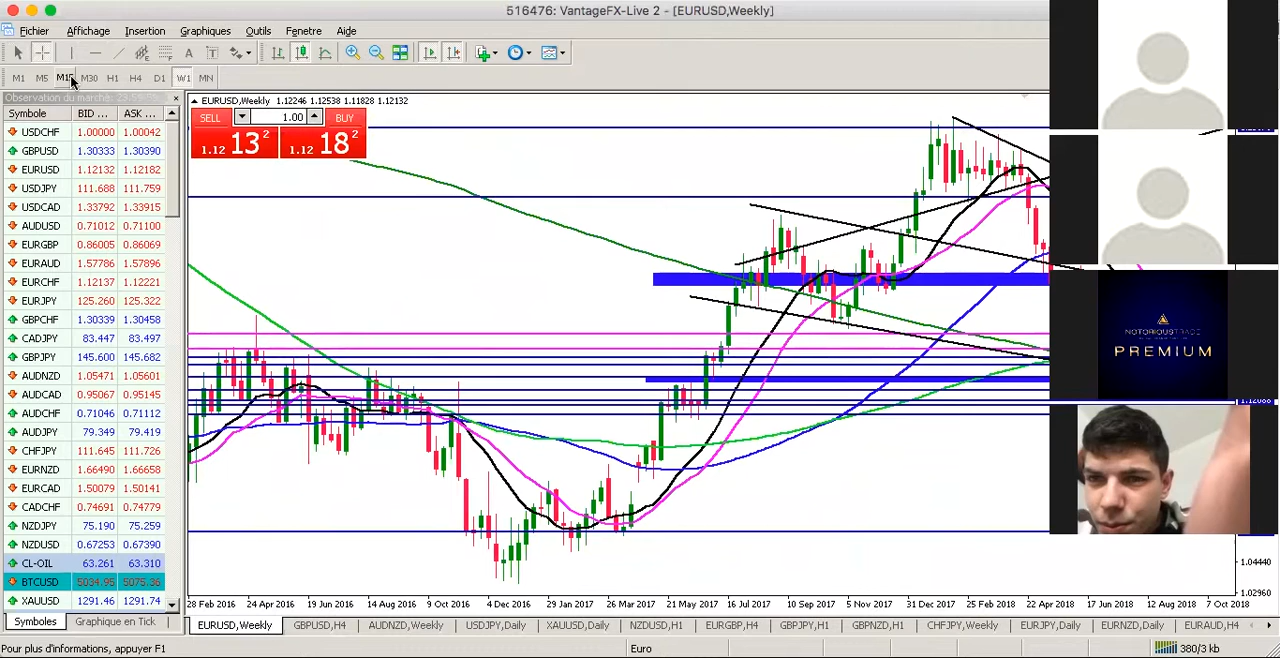 516476: VantageFX-Live 2 - [EURUSD,Weekly]
Fichier Affichage Insertion Graphiques Outils Fenetre Aide
M1 M5 M15 M30 H1 H4 D1 W1 MN
Symbole BID ... ASK ...
USDCHF 1.00000 1.00042
GBPUSD 1.30333 1.30390
EURUSD 1.12132 1.12182
USDJPY 111.688 111.759
USDCAD 1.33792 1.33915
AUDUSD 0.71012 0.71100
EURGBP 0.86005 0.86069
EURAUD 1.57786 1.57896
EURCHF 1.12137 1.12221
EURJPY 125.260 125.322
GBPCHF 1.30339 1.30458
CADJPY 83.447 83.497
GBPJPY 145.600 145.682
AUDNZD 1.05471 1.05601
AUDCAD 0.95067 0.95145
AUDCHF 0.71046 0.71112
AUDJPY 79.349 79.419
CHFJPY 111.645 111.726
EURNZD 1.66490 1.66658
EURCAD 1.50079 1.50141
CADCHF 0.74691 0.74779
NZDJPY 75.190 75.259
NZDUSD 0.67253 0.67390
CL-OIL 63.261 63.310
BTCUSD 5034.95 5075.36
XAUUSD 1291.46 1291.74
Symboles Graphique en Tick
EURUSD,Weekly 1.12246 1.12538 1.11828 1.12132
SELL 1.00 BUY
1.12 13 2 1.12 18 2
NOTORIOUSTRADE
PREMIUM
1.04440
1.02960
28 Feb 2016 24 Apr 2016 19 Jun 2016 14 Aug 2016 9 Oct 2016 4 Dec 2016 29 Jan 2017 26 Mar 2017 21 May 2017 16 Jul 2017 10 Sep 2017 5 Nov 2017 31 Dec 2017 25 Feb 2018 22 Apr 2018 17 Jun 2018 12 Aug 2018 7 Oct 2018
EURUSD,Weekly GBPUSD,H4 AUDNZD,Weekly USDJPY,Daily XAUUSD,Daily NZDUSD,H1 EURGBP,H4 GBPJPY,H1 GBPNZD,H1 CHFJPY,Weekly EURJPY,Daily EURNZD,Daily EURAUD,H4
Pour plus d'informations, appuyer F1 Euro 380/3 kb